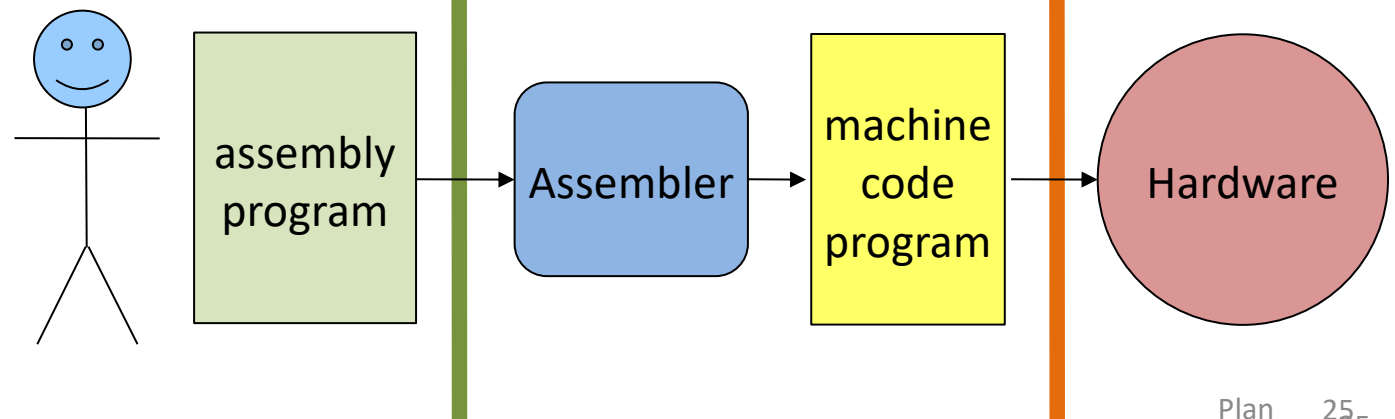 assembly
program
Assembler
machine
code
program
Hardware
Plan 25